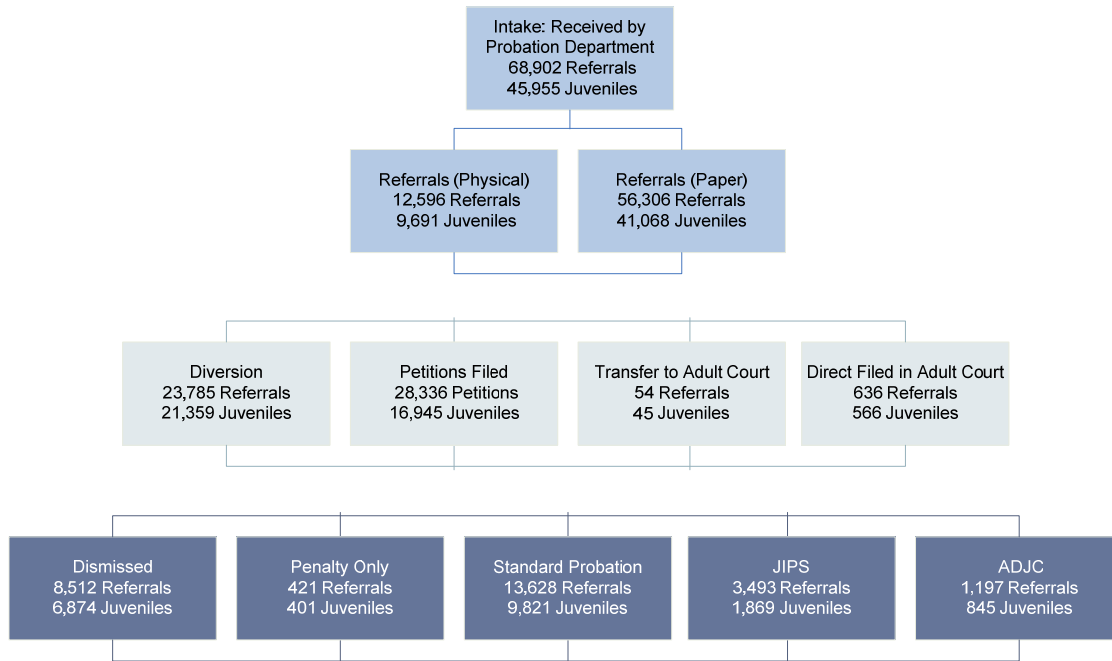 Intake: Received by
Probation Department
68,902 Referrals
45,955 Juveniles
Referrals (Physical)
12,596 Referrals
9,691 Juveniles
Referrals (Paper)
56,306 Referrals
41,068 Juveniles
Diversion
23,785 Referrals
21,359 Juveniles
Petitions Filed
28,336 Petitions
16,945 Juveniles
Transfer to Adult Court
54 Referrals
45 Juveniles
Direct Filed in Adult Court
636 Referrals
566 Juveniles
Dismissed
8,512 Referrals
6,874 Juveniles
Penalty Only
421 Referrals
401 Juveniles
Standard Probation
13,628 Referrals
9,821 Juveniles
JIPS
3,493 Referrals
1,869 Juveniles
ADJC
1,197 Referrals
845 Juveniles